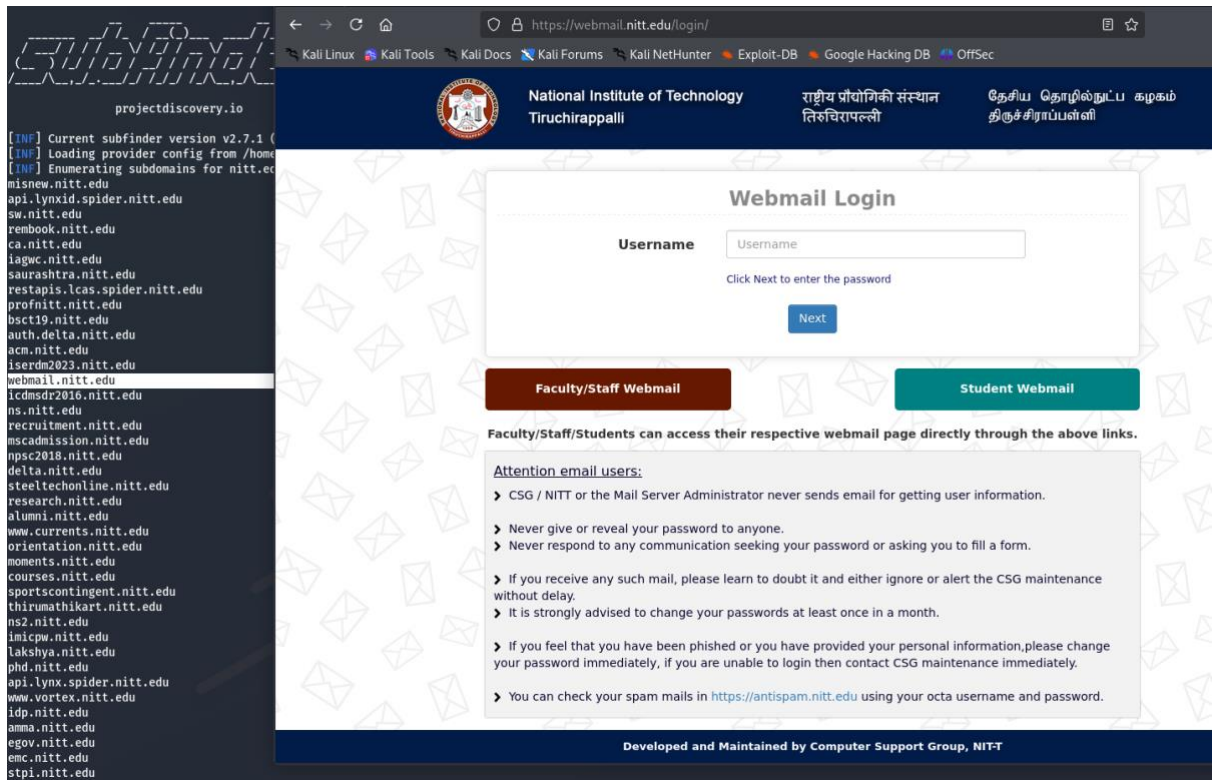 projectdiscovery.io
[INF] Current subfinder version v2.7.1 (
[INF] Loading provider config from /home
[INF] Enumerating subdomains for nitt.ed
misnew.nitt.edu
api.lynxid.spider.nitt.edu
sw.nitt.edu
rembook.nitt.edu
ca.nitt.edu
iagwc.nitt.edu
saurashtra.nitt.edu
restapis.lcas.spider.nitt.edu
profnitt.nitt.edu
bsct19.nitt.edu
auth.delta.nitt.edu
acm.nitt.edu
iserdm2023.nitt.edu
webmail.nitt.edu
icdmsdr2016.nitt.edu
ns.nitt.edu
recruitment.nitt.edu
mscadmission.nitt.edu
npsc2018.nitt.edu
delta.nitt.edu
steeltechonline.nitt.edu
research.nitt.edu
alumni.nitt.edu
www.currents.nitt.edu
orientation.nitt.edu
moments.nitt.edu
courses.nitt.edu
sportscontingent.nitt.edu
thirumathikart.nitt.edu
ns2.nitt.edu
imicpw.nitt.edu
lakshya.nitt.edu
phd.nitt.edu
api.lynx.spider.nitt.edu
www.vortex.nitt.edu
idp.nitt.edu
amma.nitt.edu
egov.nitt.edu
emc.nitt.edu
stpi.nitt.edu
https://webmail.nitt.edu/login/
Kali Linux Kali Tools Kali Docs Kali Forums Kali NetHunter Exploit-DB Google Hacking DB OffSec
National Institute of Technology
Tiruchirappalli
राष्ट्रीय प्रौयोगिकी संस्थान
तिरुचिरापल्ली
தேசிய தொழில்நுட்ப கழகம்
திருச்சிராப்பள்ளி
Webmail Login
Username Username
Click Next to enter the password
Next
Faculty/Staff Webmail Student Webmail
Faculty/Staff/Students can access their respective webmail page directly through the above links.
Attention email users:
CSG / NITT or the Mail Server Administrator never sends email for getting user information.
Never give or reveal your password to anyone.
Never respond to any communication seeking your password or asking you to fill a form.
If you receive any such mail, please learn to doubt it and either ignore or alert the CSG maintenance
without delay.
It is strongly advised to change your passwords at least once in a month.
If you feel that you have been phished or you have provided your personal information,please change
your password immediately, if you are unable to login then contact CSG maintenance immediately.
You can check your spam mails in https://antispam.nitt.edu using your octa username and password.
Developed and Maintained by Computer Support Group, NIT-T